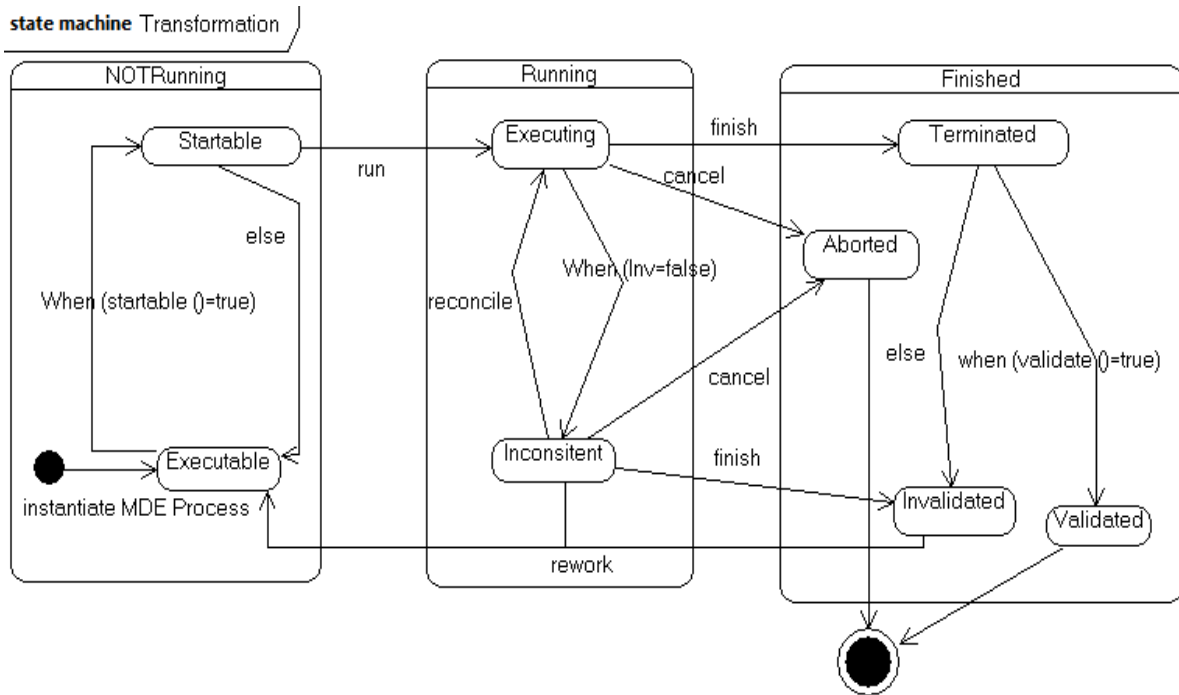 state machine Transformation
NOTRunning
Running
Finished
Startable
Executing
finish
Terminated
run
cancel
else
Aborted
When (Inv=false)
When (startable ()=true)
reconcile
else
when (validate ()=true)
cancel
Executable
Inconsitent
finish
instantiate MDE Process
Invalidated
Validated
rework